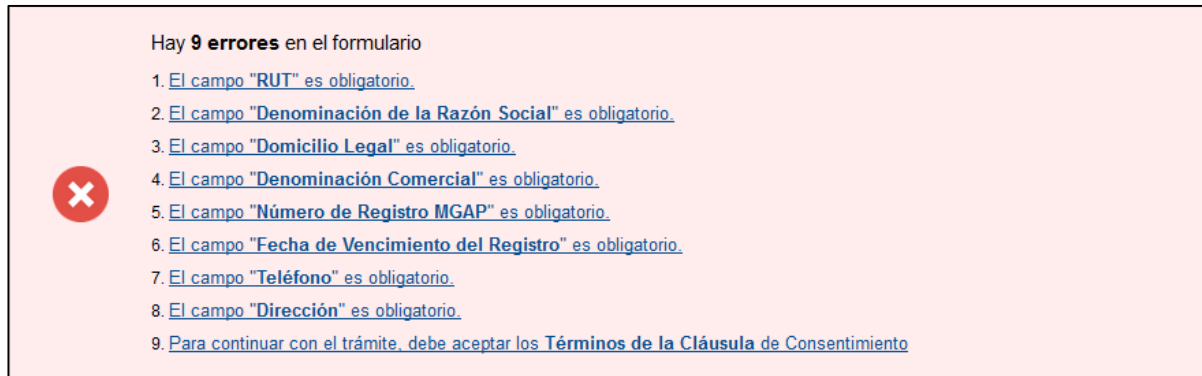 Hay 9 errores en el formulario
1. El campo "RUT" es obligatorio.
2. El campo "Denominación de la Razón Social" es obligatorio.
3. El campo "Domicilio Legal" es obligatorio.
4. El campo "Denominación Comercial" es obligatorio.
5. El campo "Número de Registro MGAP" es obligatorio.
6. El campo "Fecha de Vencimiento del Registro" es obligatorio.
7. El campo "Teléfono" es obligatorio.
8. El campo "Dirección" es obligatorio.
9. Para continuar con el trámite, debe aceptar los Términos de la Cláusula de Consentimiento